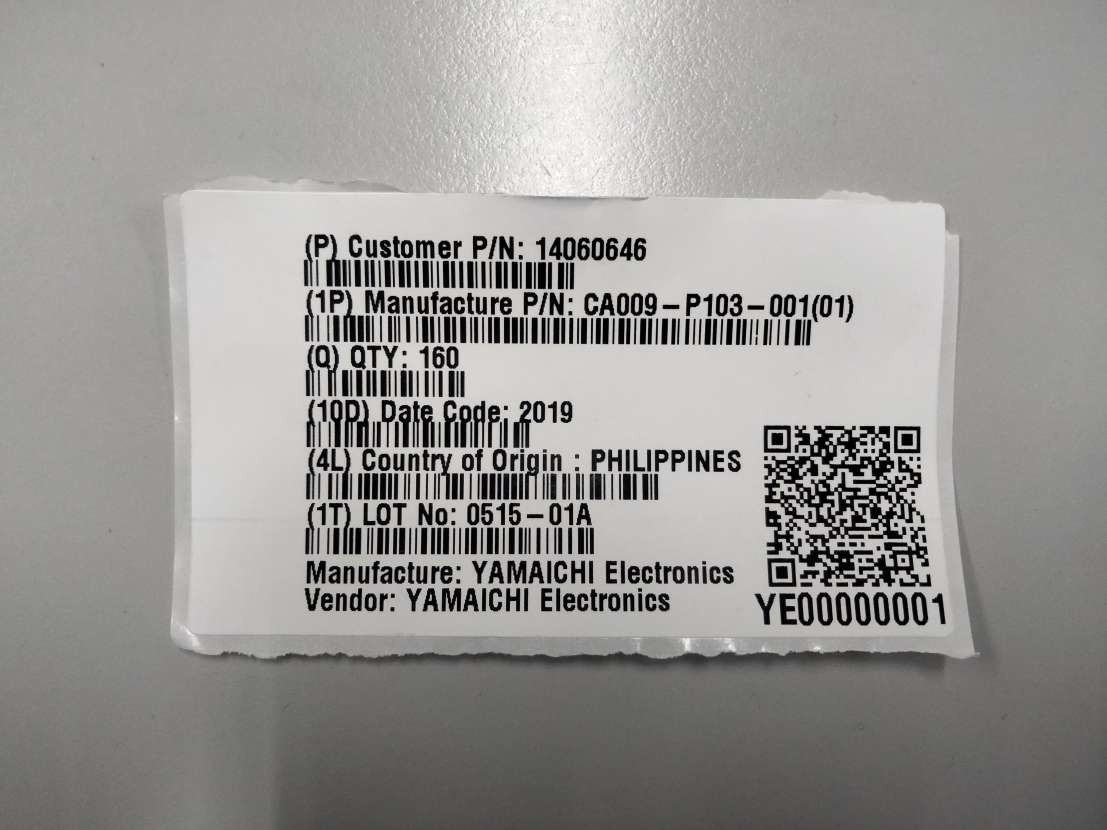 (P) Customer P/N: 14060646
(1P) Manufacture P/N: CA009-P103-001(01)
(Q) QTY: 160
(10D) Date Code: 2019
(4L) Country of Origin : PHILIPPINES
(1T) LOT No: 0515-01A
Manufacture: YAMAICHI Electronics
Vendor: YAMAICHI Electronics
YE00000001